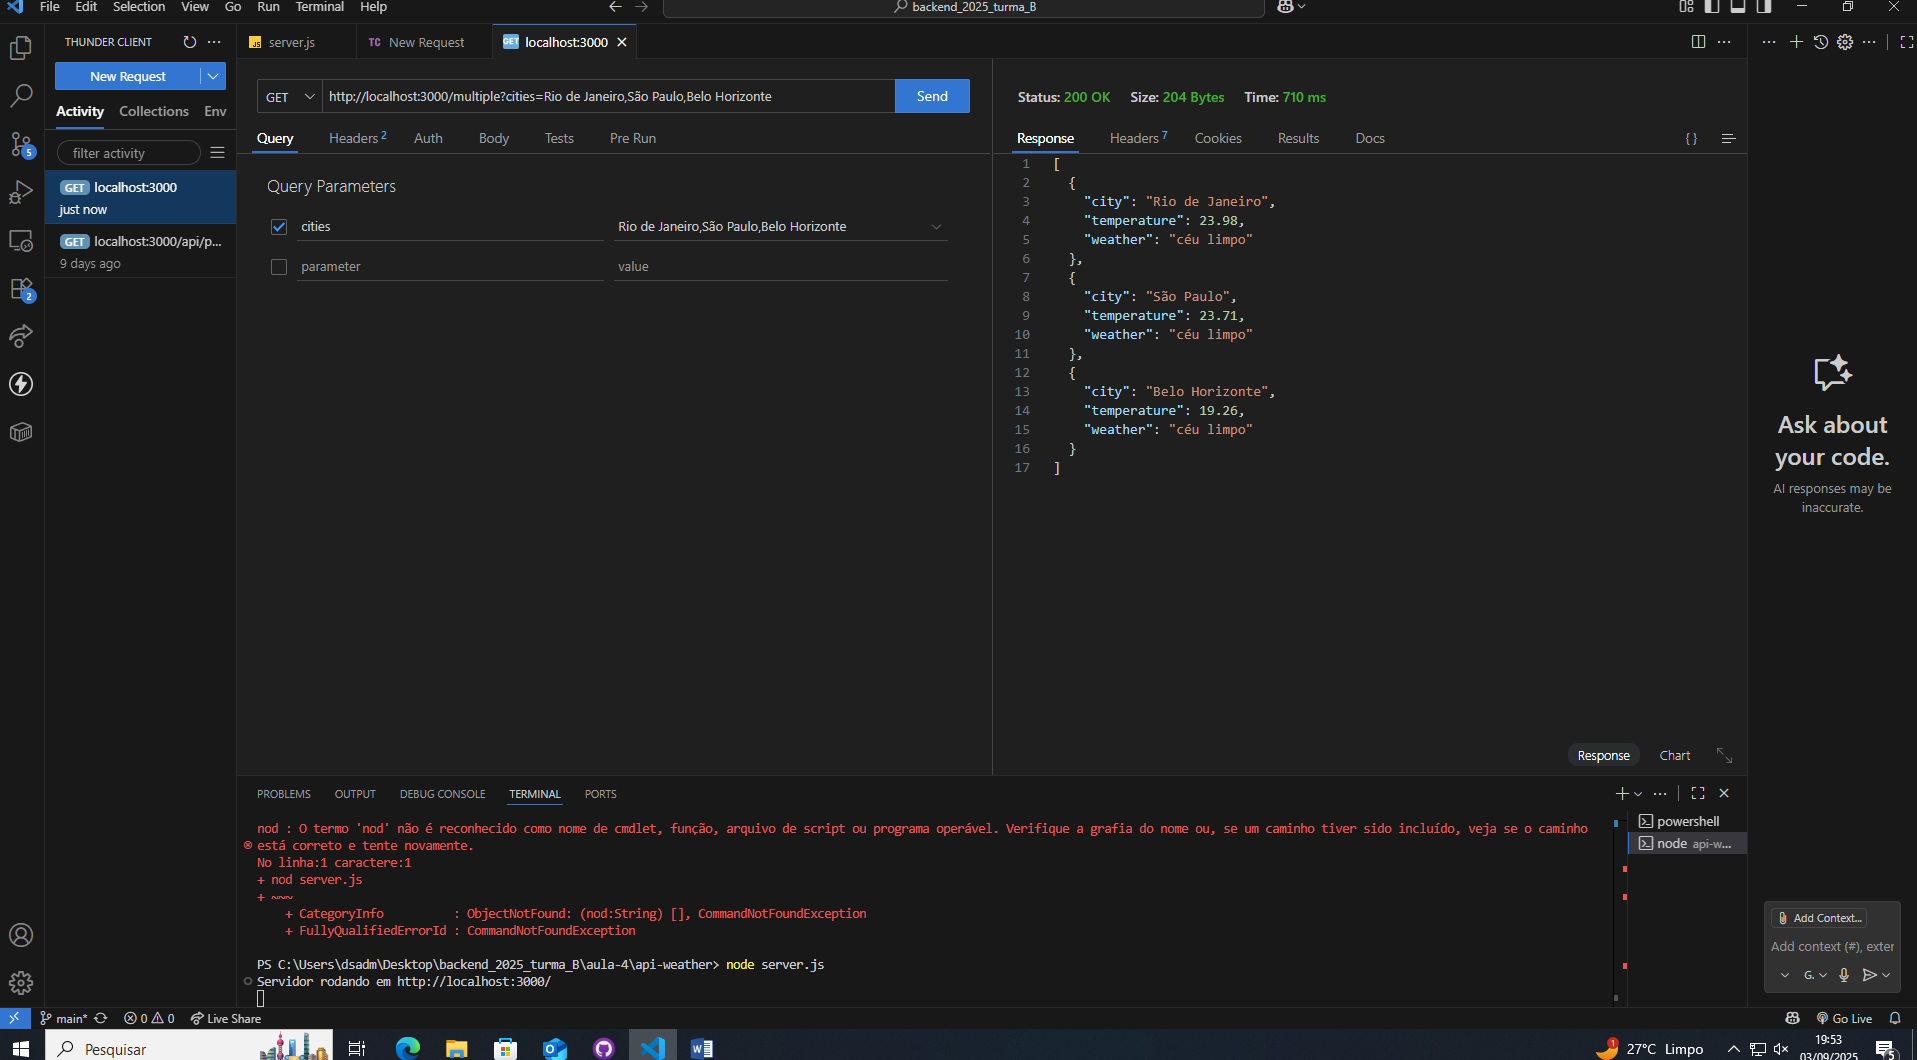 File Edit Selection View Go Run Terminal Help
backend_2025_turma_B
THUNDER CLIENT
server.js
TC New Request
GET localhost:3000
New Request
Activity Collections Env
filter activity
GET localhost:3000
just now
GET localhost:3000/api/p...
9 days ago
5
2
GET
http://localhost:3000/multiple?cities=Rio de Janeiro,São Paulo,Belo Horizonte
Send
Query Headers 2 Auth Body Tests Pre Run
Query Parameters
cities Rio de Janeiro,São Paulo,Belo Horizonte
parameter value
Status: 200 OK Size: 204 Bytes Time: 710 ms
Response Headers 7 Cookies Results Docs
{ }
1 [
2 {
3 "city": "Rio de Janeiro",
4 "temperature": 23.98,
5 "weather": "céu limpo"
6 },
7 {
8 "city": "São Paulo",
9 "temperature": 23.71,
10 "weather": "céu limpo"
11 },
12 {
13 "city": "Belo Horizonte",
14 "temperature": 19.26,
15 "weather": "céu limpo"
16 }
17 ]
Response Chart
Ask about
your code.
AI responses may be
inaccurate.
Add Context...
Add context (#), exter
G.
PROBLEMS OUTPUT DEBUG CONSOLE TERMINAL PORTS
nod : O termo 'nod' não é reconhecido como nome de cmdlet, função, arquivo de script ou programa operável. Verifique a grafia do nome ou, se um caminho tiver sido incluído, veja se o caminho
está correto e tente novamente.
No linha:1 caractere:1
+ nod server.js
+ ~~~
+ CategoryInfo : ObjectNotFound: (nod:String) [], CommandNotFoundException
+ FullyQualifiedErrorId : CommandNotFoundException
PS C:\Users\dsadm\Desktop\backend_2025_turma_B\aula-4\api-weather> node server.js
Servidor rodando em http://localhost:3000/
powershell
node api-w...
main* 0 0 Live Share
Go Live
Pesquisar
1
27°C Limpo
19:53
03/09/2025
5